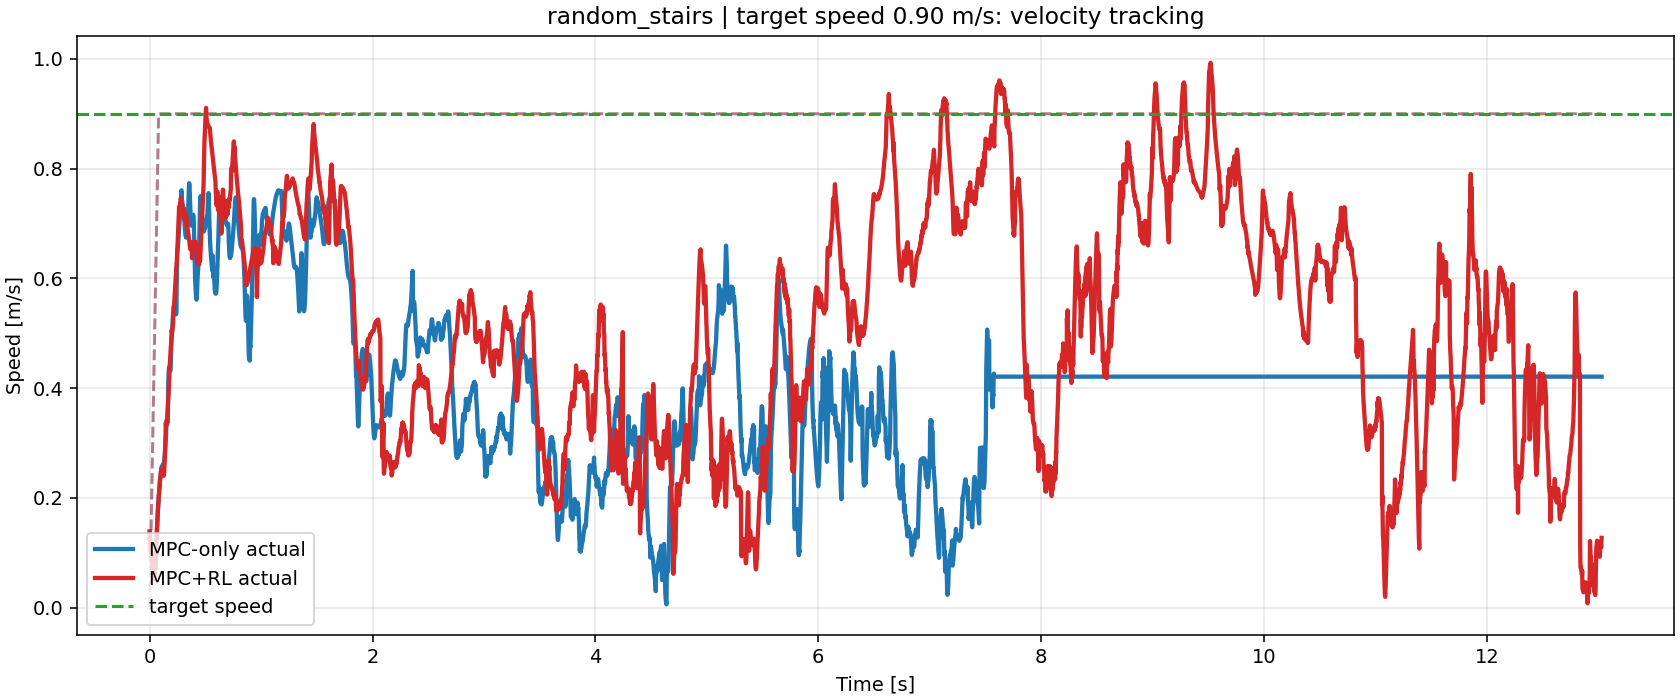 random_stairs | target speed 0.90 m/s: velocity tracking
Speed [m/s]
1.0
0.8
0.6
0.4
0.2
0.0
MPC-only actual
MPC+RL actual
target speed
0 2 4 6 8 10 12
Time [s]